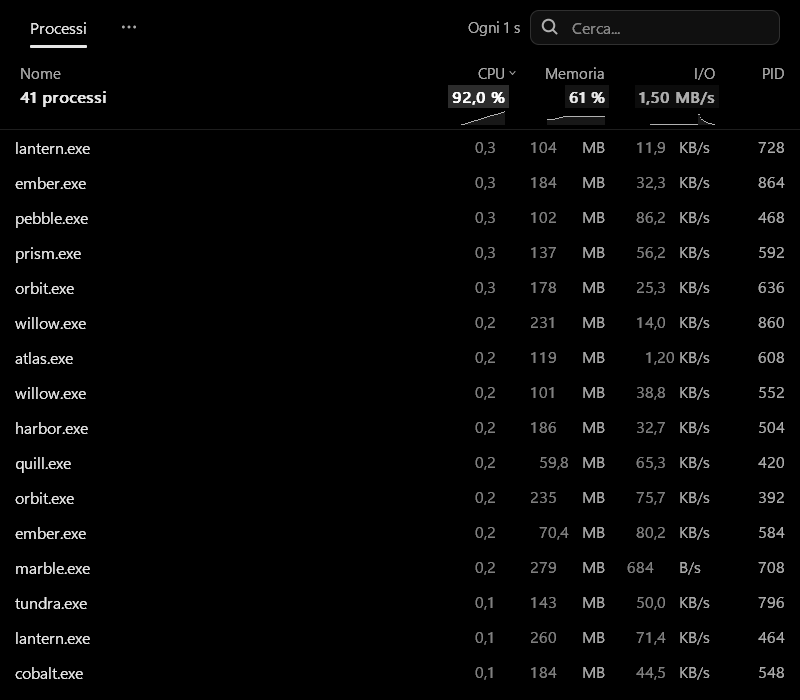 Processi ... Ogni 1 s Cerca...
Nome CPU Memoria I/O PID
41 processi 92,0 % 61 % 1,50 MB/s
lantern.exe 0,3 104 MB 11,9 KB/s 728
ember.exe 0,3 184 MB 32,3 KB/s 864
pebble.exe 0,3 102 MB 86,2 KB/s 468
prism.exe 0,3 137 MB 56,2 KB/s 592
orbit.exe 0,3 178 MB 25,3 KB/s 636
willow.exe 0,2 231 MB 14,0 KB/s 860
atlas.exe 0,2 119 MB 1,20 KB/s 608
willow.exe 0,2 101 MB 38,8 KB/s 552
harbor.exe 0,2 186 MB 32,7 KB/s 504
quill.exe 0,2 59,8 MB 65,3 KB/s 420
orbit.exe 0,2 235 MB 75,7 KB/s 392
ember.exe 0,2 70,4 MB 80,2 KB/s 584
marble.exe 0,2 279 MB 684 B/s 708
tundra.exe 0,1 143 MB 50,0 KB/s 796
lantern.exe 0,1 260 MB 71,4 KB/s 464
cobalt.exe 0,1 184 MB 44,5 KB/s 548